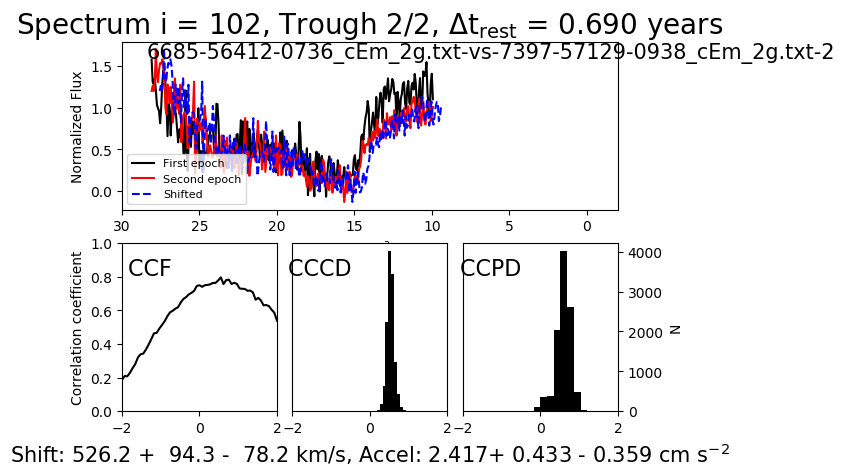 Spectrum i = 102, Trough 2/2, Δt_rest = 0.690 years
6685-56412-0736_cEm_2g.txt-vs-7397-57129-0938_cEm_2g.txt-2
Normalized Flux
1.5
1.0
0.5
0.0
First epoch
Second epoch
Shifted
30 25 20 15 10 5 0
Correlation coefficient
1.0
0.8
0.6
0.4
0.2
0.0
CCF
−2 0 2
CCCD
−2 0 2
CCPD
−2 0 2
4000
3000
2000
1000
0
N
Shift: 526.2 + 94.3 - 78.2 km/s, Accel: 2.417+ 0.433 - 0.359 cm s⁻²